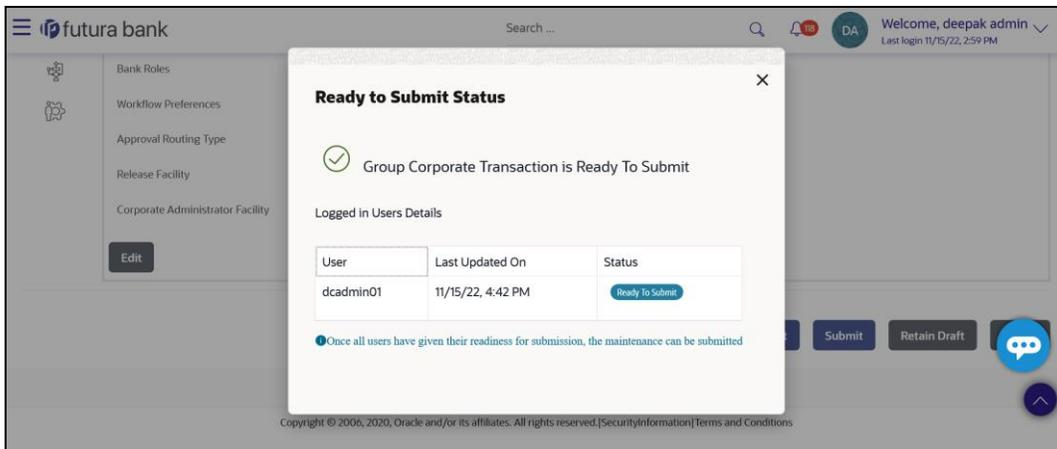 futura bank
Search ...
118
DA
Welcome, deepak admin
Last login 11/15/22, 2:59 PM
Bank Roles
Workflow Preferences
Approval Routing Type
Release Facility
Corporate Administrator Facility
Edit
Ready to Submit Status
Group Corporate Transaction is Ready To Submit
Logged in Users Details
User Last Updated On Status
dcadmin01 11/15/22, 4:42 PM Ready To Submit
Once all users have given their readiness for submission, the maintenance can be submitted
Submit Retain Draft
Copyright © 2006, 2020, Oracle and/or its affiliates. All rights reserved.|SecurityInformation|Terms and Conditions